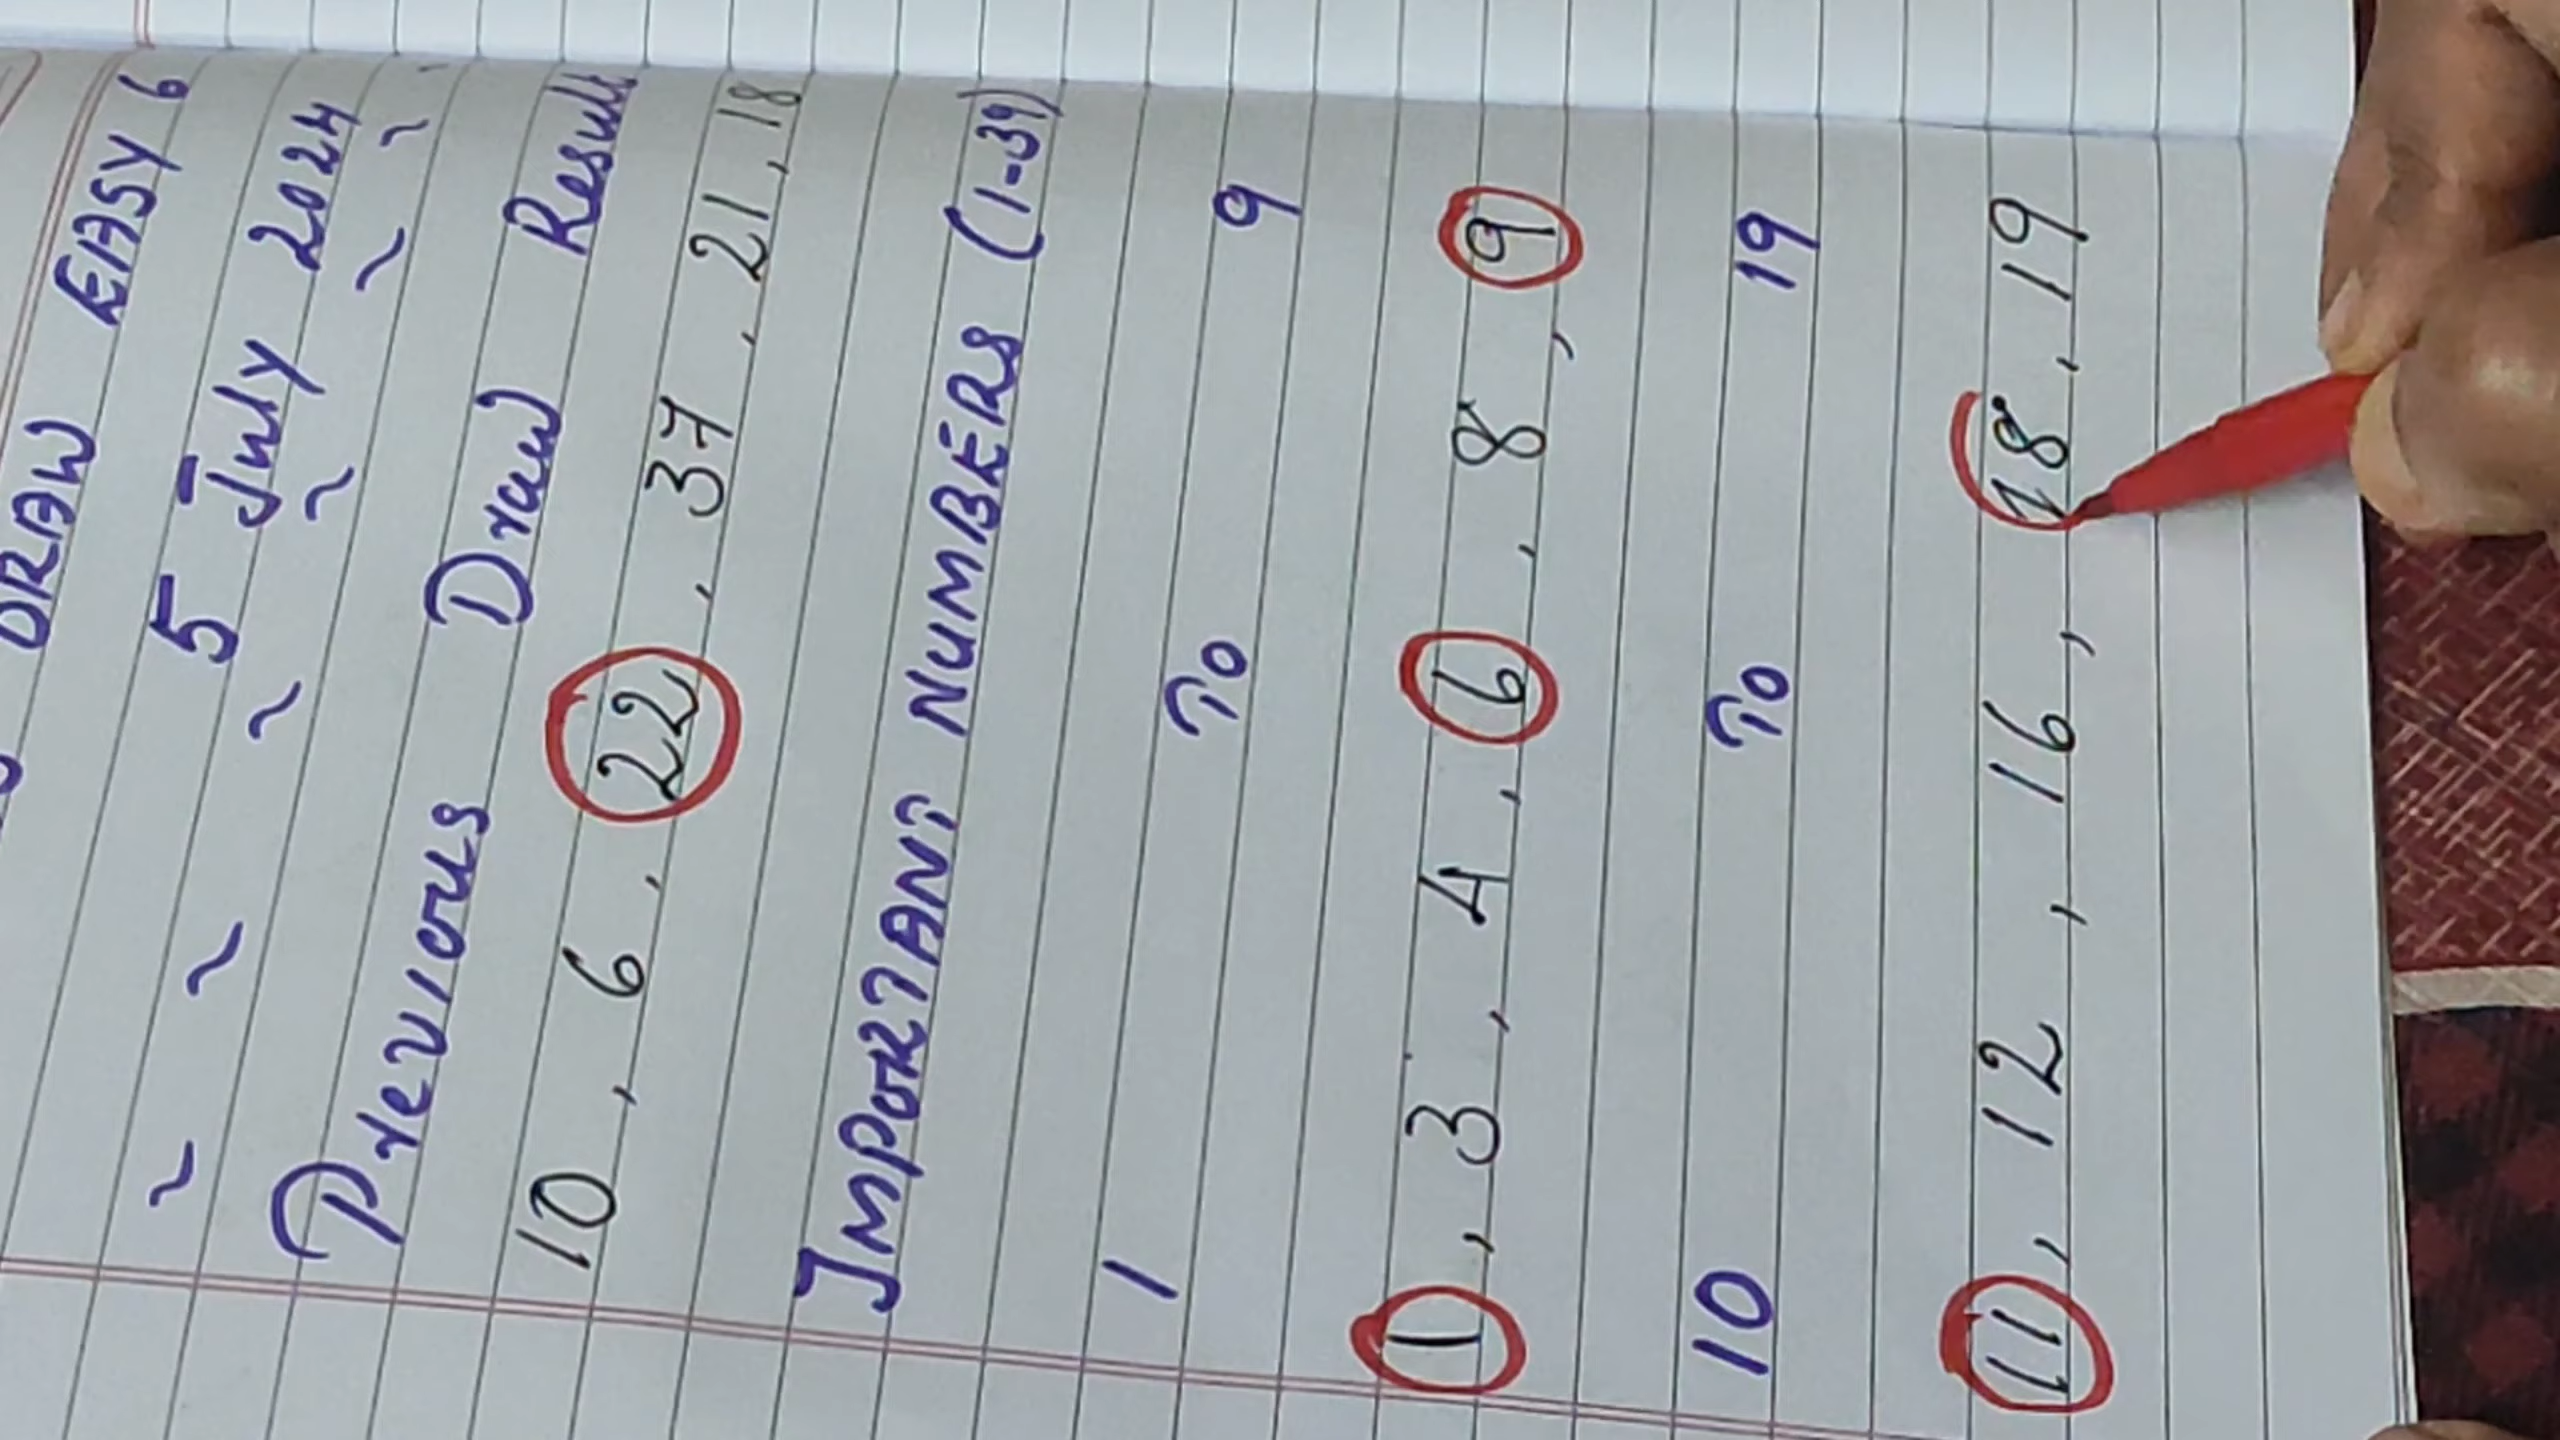 DRAW EASY 6
5 July 2024
Previous Draw Result
10, 6, 22, 37, 21, 18
IMPORTANT NUMBERS (1-39)
1 To 9
1, 3, 4, 6, 8, 9
10 To 19
11, 12, 16, 18, 19